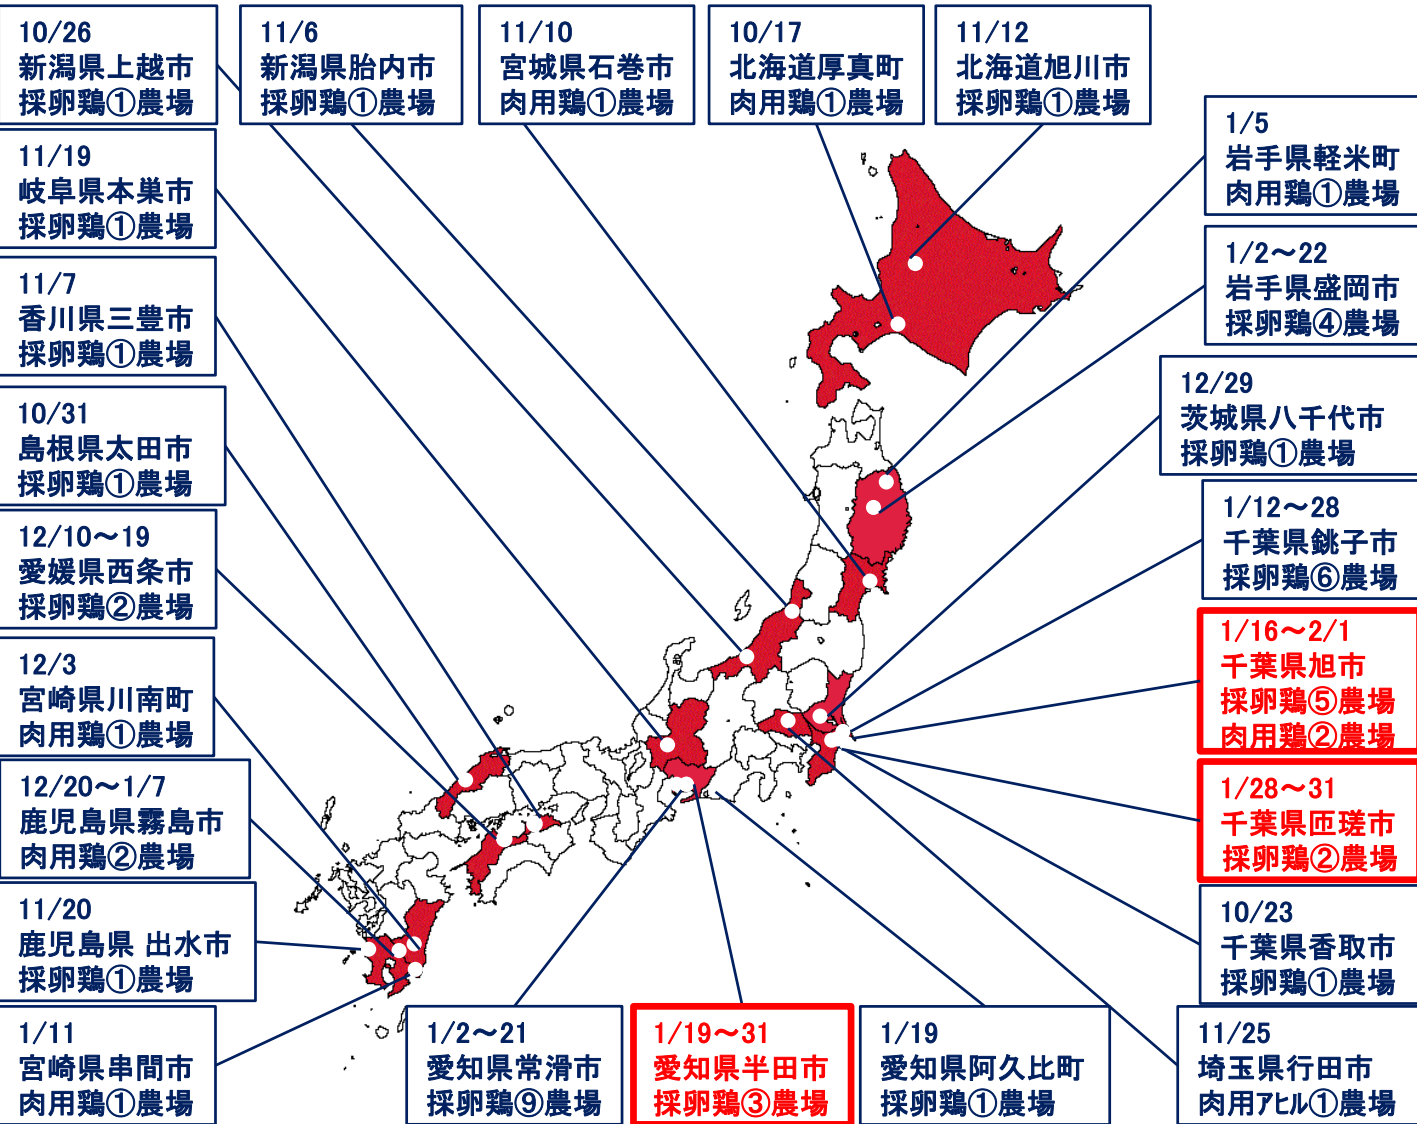 10/26
新潟県上越市
採卵鶏①農場
11/6
新潟県胎内市
採卵鶏①農場
11/10
宮城県石巻市
肉用鶏①農場
10/17
北海道厚真町
肉用鶏①農場
11/12
北海道旭川市
採卵鶏①農場
1/5
岩手県軽米町
肉用鶏①農場
11/19
岐阜県本巣市
採卵鶏①農場
1/2～22
岩手県盛岡市
採卵鶏④農場
11/7
香川県三豊市
採卵鶏①農場
12/29
茨城県八千代市
採卵鶏①農場
10/31
島根県太田市
採卵鶏①農場
1/12～28
千葉県銚子市
採卵鶏⑥農場
12/10～19
愛媛県西条市
採卵鶏②農場
1/16～2/1
千葉県旭市
採卵鶏⑤農場
肉用鶏②農場
12/3
宮崎県川南町
肉用鶏①農場
1/28～31
千葉県匝瑳市
採卵鶏②農場
12/20～1/7
鹿児島県霧島市
肉用鶏②農場
11/20
鹿児島県 出水市
採卵鶏①農場
10/23
千葉県香取市
採卵鶏①農場
1/11
宮崎県串間市
肉用鶏①農場
1/2～21
愛知県常滑市
採卵鶏⑨農場
1/19～31
愛知県半田市
採卵鶏③農場
1/19
愛知県阿久比町
採卵鶏①農場
11/25
埼玉県行田市
肉用ｱﾋﾙ①農場